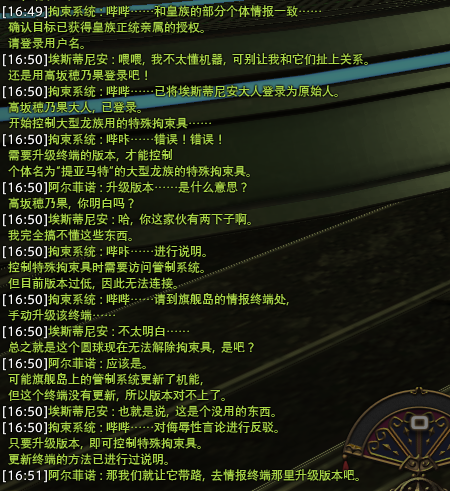 [16:49]拘束系统：哔哔……和皇族的部分个体情报一致……
确认目标已获得皇族正统亲属的授权。
请登录用户名。
[16:50]埃斯蒂尼安：喂喂，我不太懂机器，可别让我和它们扯上关系。
还是用高坂穂乃果登录吧！
[16:50]拘束系统：哔哔……已将埃斯蒂尼安大人登录为原始人。
高坂穂乃果大人，已登录。
开始控制大型龙族用的特殊拘束具……
[16:50]拘束系统：哔咔……错误！错误！
需要升级终端的版本，才能控制
个体名为“提亚马特”的大型龙族的特殊拘束具。
[16:50]阿尔菲诺：升级版本……是什么意思？
高坂穂乃果，你明白吗？
[16:50]埃斯蒂尼安：哈，你这家伙有两下子啊。
我完全搞不懂这些东西。
[16:50]拘束系统：哔咔……进行说明。
控制特殊拘束具时需要访问管制系统。
但目前版本过低，因此无法连接。
[16:50]拘束系统：哔哔……请到旗舰岛的情报终端处，
手动升级该终端……
[16:50]埃斯蒂尼安：不太明白……
总之就是这个圆球现在无法解除拘束具，是吧？
[16:50]阿尔菲诺：应该是。
可能旗舰岛上的管制系统更新了机能，
但这个终端没有更新，所以版本对不上了。
[16:50]埃斯蒂尼安：也就是说，这是个没用的东西。
[16:50]拘束系统：哔哔……对侮辱性言论进行反驳。
只要升级版本，即可控制特殊拘束具。
更新终端的方法已进行过说明。
[16:51]阿尔菲诺：那我们就让它带路，去情报终端那里升级版本吧。